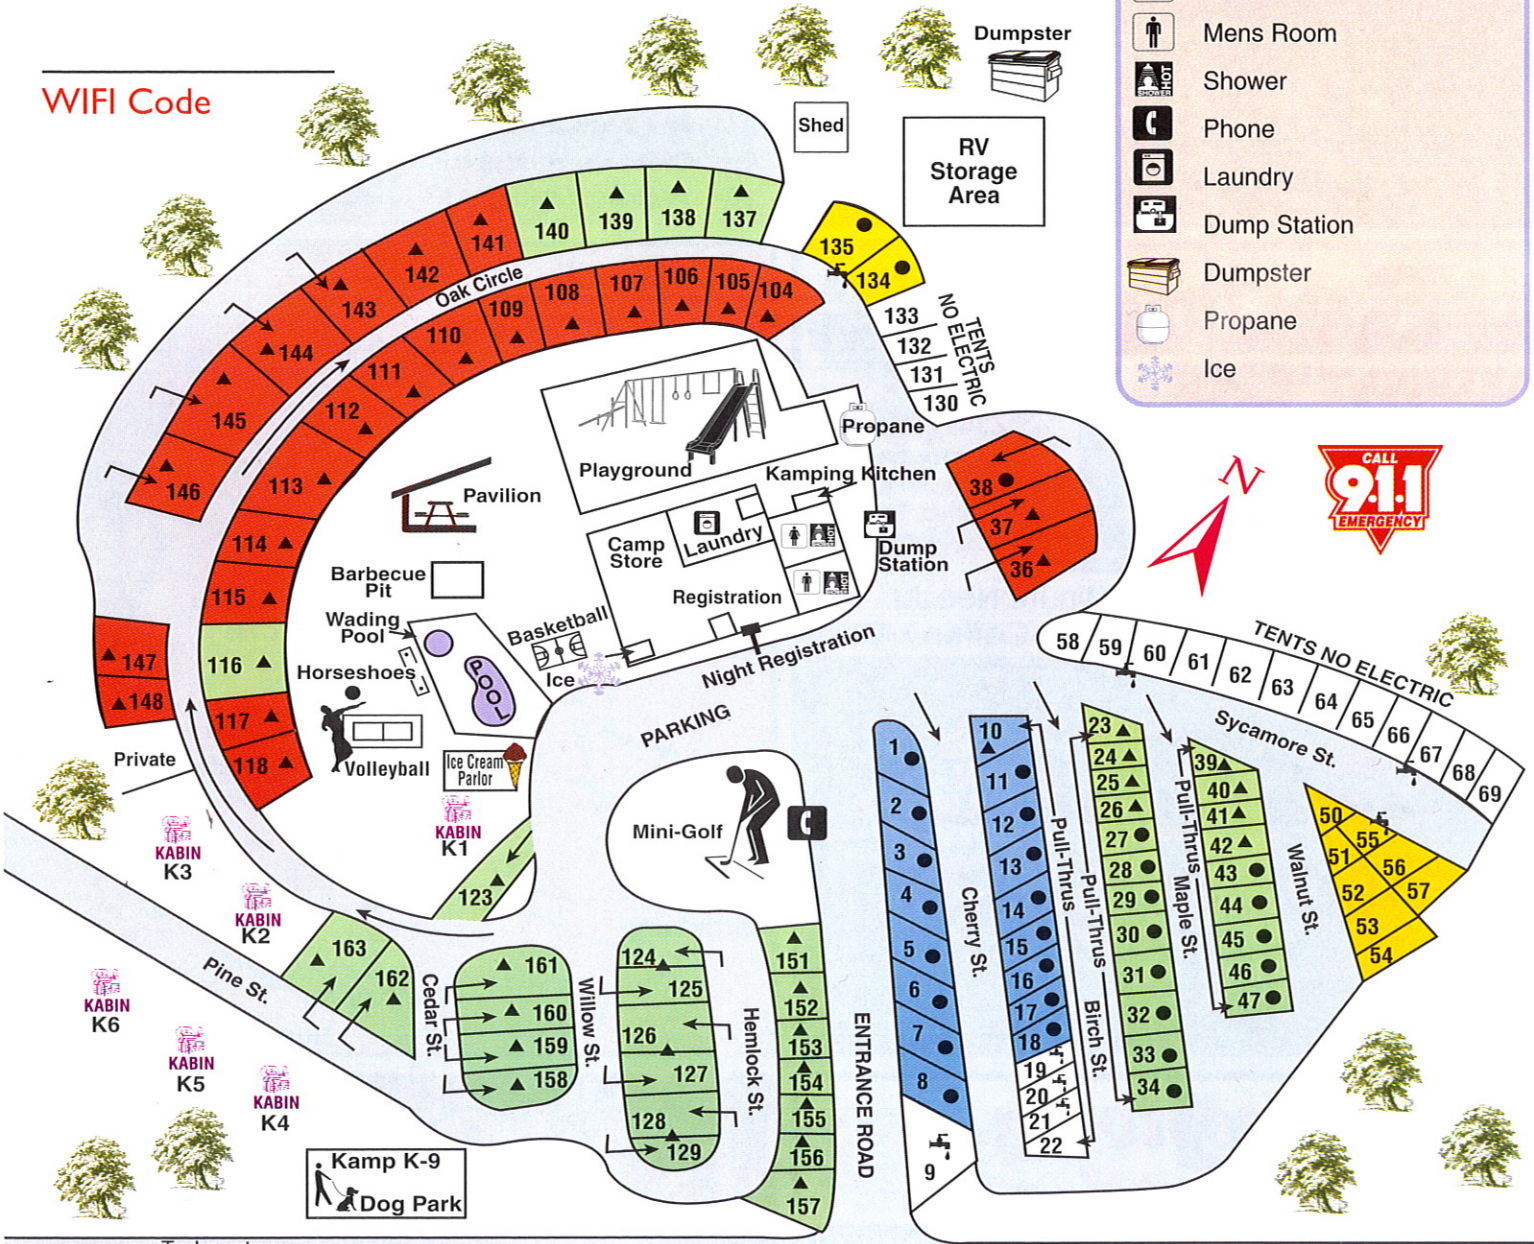 WIFI Code
Dumpster
Shed
RV
Storage
Area
Mens Room
Shower
SHOWER HOT
Phone
Laundry
Dump Station
Dumpster
Propane
Ice
CALL
911
EMERGENCY
N
140
139
138
137
141
142
143
144
145
146
Oak Circle
135
134
133
132
131
130
TENTS
NO ELECTRIC
104
105
106
107
108
109
110
111
112
113
114
115
116
117
118
147
148
Private
Playground
Propane
Kamping Kitchen
Pavilion
Camp
Store
Laundry
Dump
Station
Registration
Night Registration
Barbecue
Pit
Wading
Pool
POOL
Basketball
Ice
Horseshoes
Volleyball
Ice Cream
Parlor
PARKING
Mini-Golf
38
37
36
58
59
60
61
62
63
64
65
66
67
68
69
TENTS NO ELECTRIC
Sycamore St.
KABIN
K1
KABIN
K3
KABIN
K2
KABIN
K6
KABIN
K5
KABIN
K4
123
163
162
Pine St.
Cedar St.
161
160
159
158
Willow St.
124
125
126
127
128
129
Hemlock St.
151
152
153
154
155
156
157
ENTRANCE ROAD
1
2
3
4
5
6
7
8
9
Cherry St.
10
11
12
13
14
15
16
17
18
19
20
21
22
Pull-Thrus
Pull-Thrus
Birch St.
23
24
25
26
27
28
29
30
31
32
33
34
Pull-Thrus
Maple St.
39
40
41
42
43
44
45
46
47
Walnut St.
50
55
51
56
52
57
53
54
Kamp K-9
Dog Park